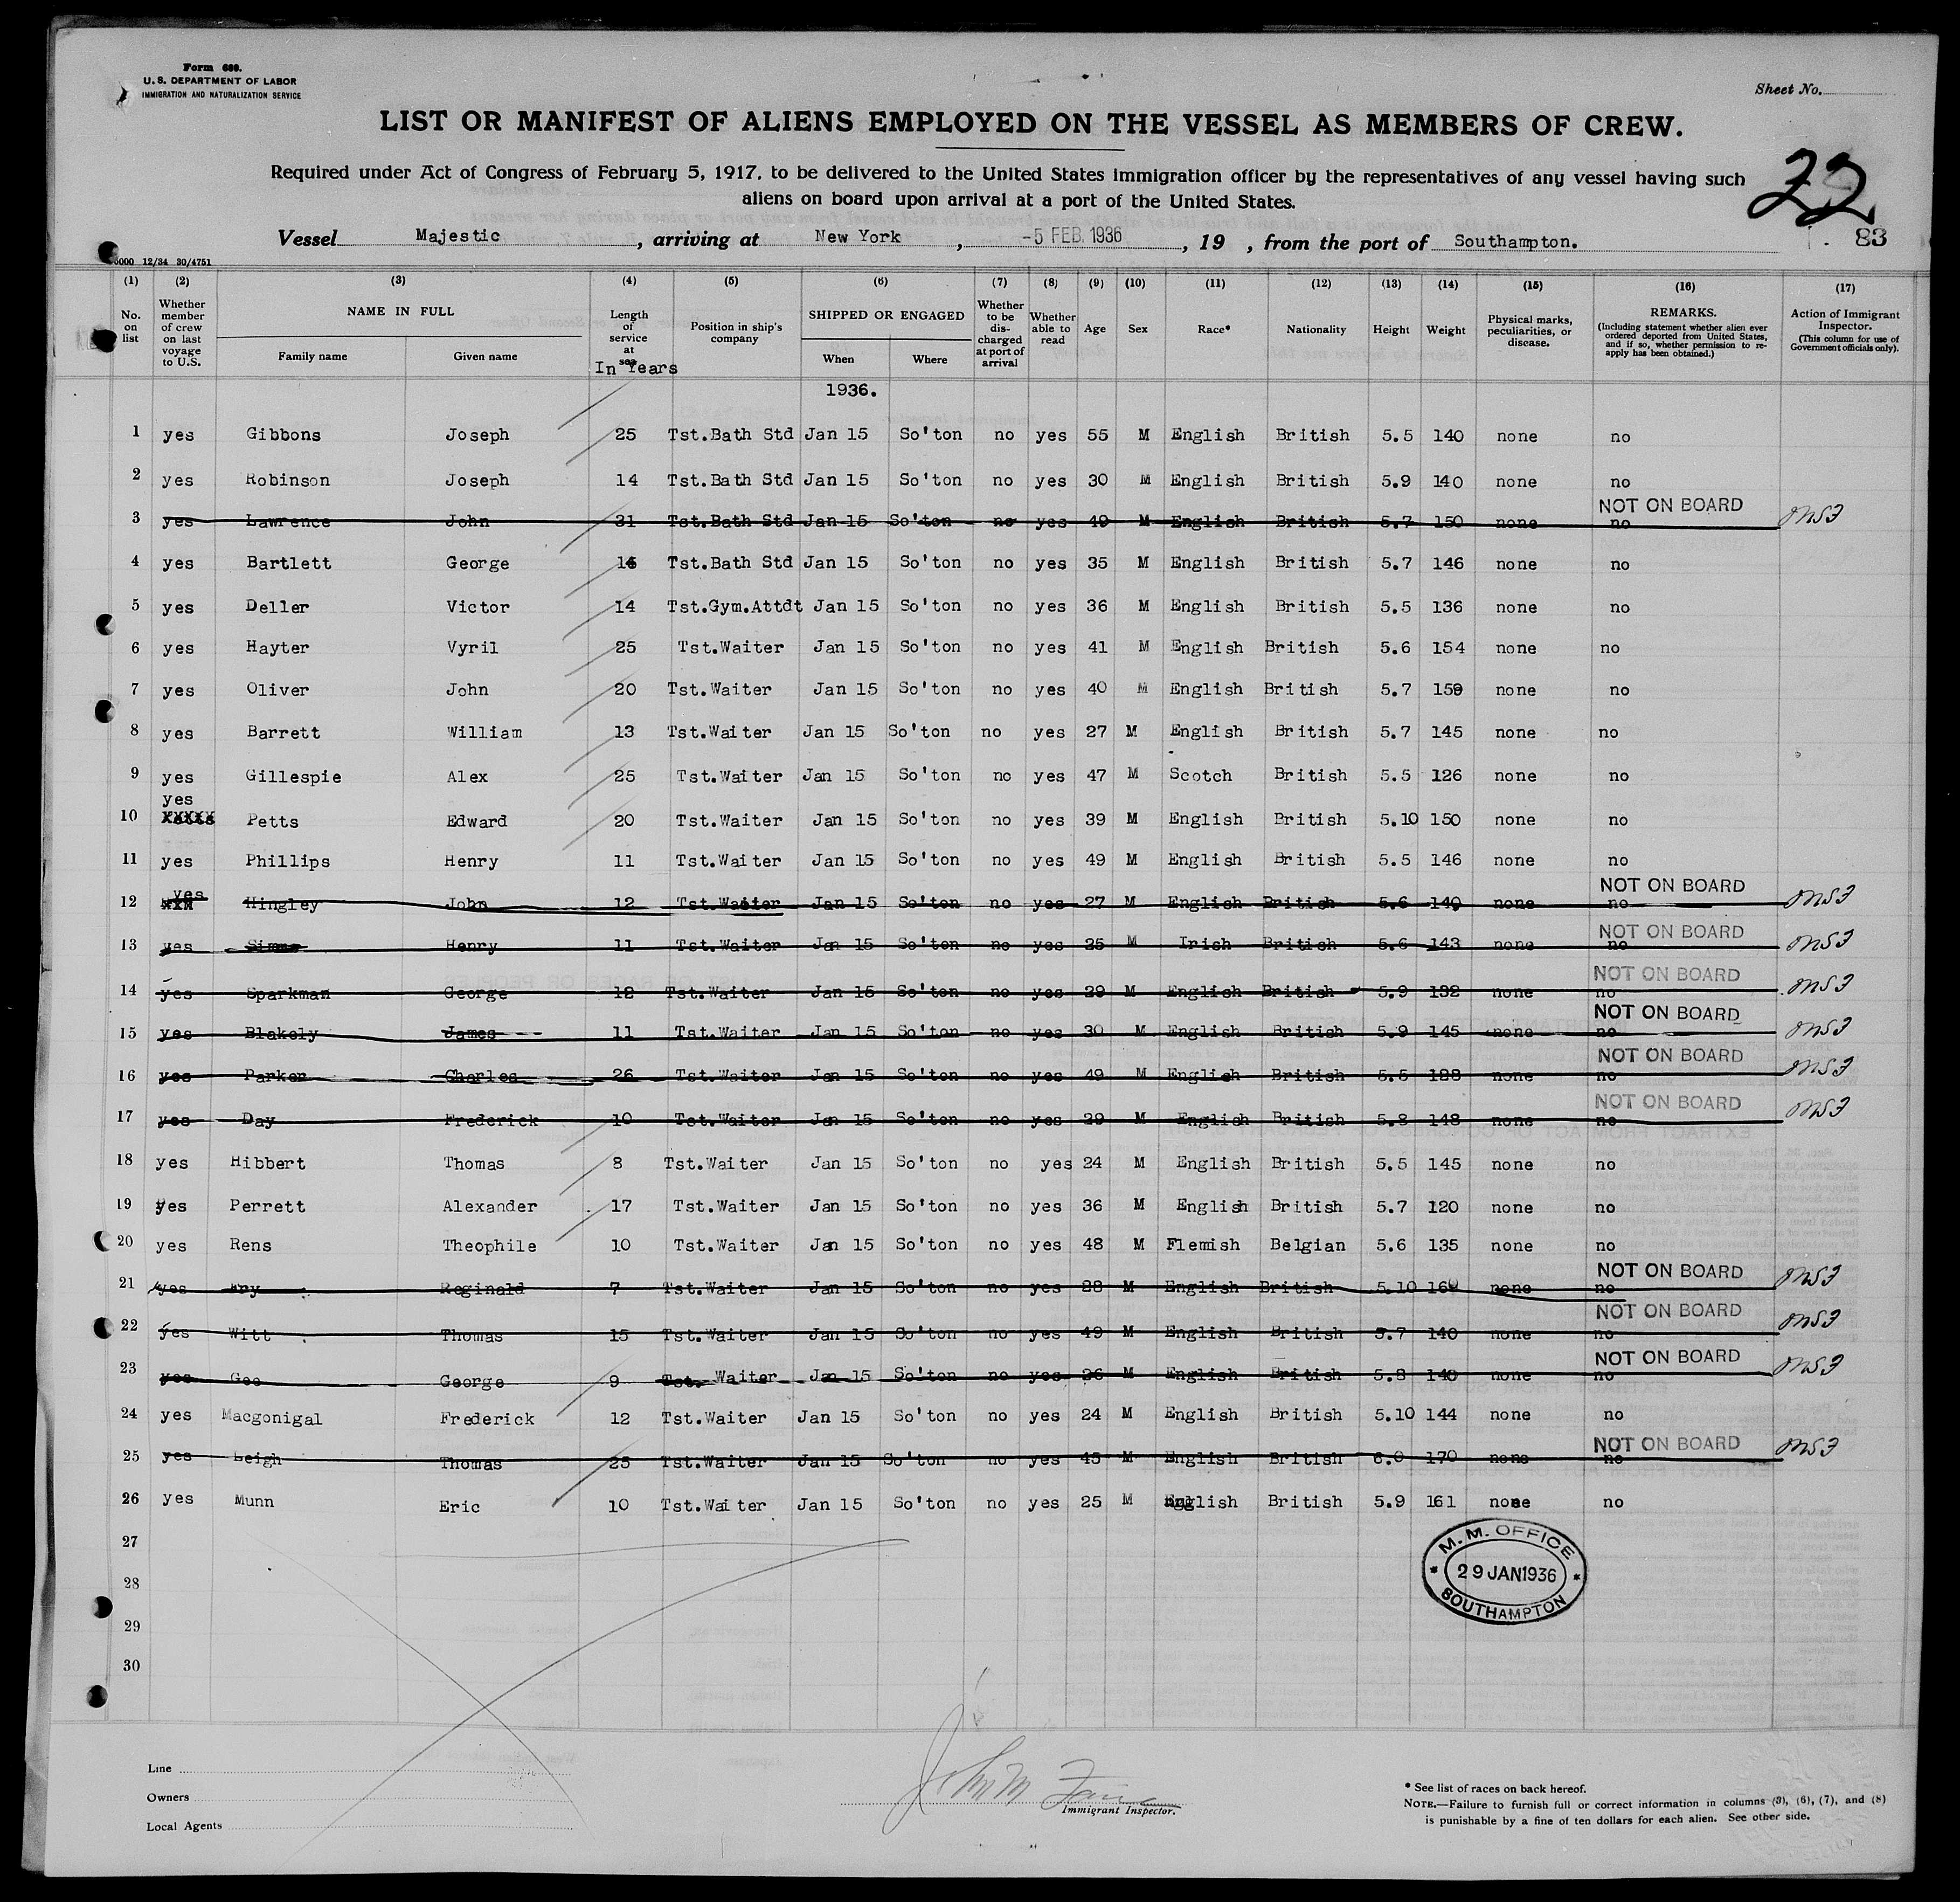 Form 680.
U. S. DEPARTMENT OF LABOR
IMMIGRATION AND NATURALIZATION SERVICE
Sheet No.
LIST OR MANIFEST OF ALIENS EMPLOYED ON THE VESSEL AS MEMBERS OF CREW.
Required under Act of Congress of February 5, 1917, to be delivered to the United States immigration officer by the representatives of any vessel having such
aliens on board upon arrival at a port of the United States.
22
Vessel Majestic, arriving at New York, -5 FEB. 1936, 19 , from the port of Southampton.
83
5000 12/34 30/4751
(1) (2) (3) (4) (5) (6) (7) (8) (9) (10) (11) (12) (13) (14) (15) (16) (17)
No. on list
Whether member of crew on last voyage to U.S.
NAME IN FULL
Family name Given name
Length of service at sea
In Years
Position in ship's company
SHIPPED OR ENGAGED
When Where
Whether to be discharged at port of arrival
Whether able to read
Age
Sex
Race*
Nationality
Height
Weight
Physical marks, peculiarities, or disease.
REMARKS.
(Including statement whether alien ever ordered deported from United States, and if so, whether permission to re-apply has been obtained.)
Action of Immigrant Inspector.
(This column for use of Government officials only).
1936.
1 yes Gibbons Joseph 25 Tst.Bath Std Jan 15 So'ton no yes 55 M English British 5.5 140 none no
2 yes Robinson Joseph 14 Tst.Bath Std Jan 15 So'ton no yes 30 M English British 5.9 140 none no
3 yes Lawrence John 31 Tst.Bath Std Jan 15 So'ton no yes 49 M English British 5.7 150 none no NOT ON BOARD
4 yes Bartlett George Tst.Bath Std Jan 15 So'ton no yes 35 M English British 5.7 146 none no
5 yes Deller Victor 14 Tst.Gym.Attdt Jan 15 So'ton no yes 36 M English British 5.5 136 none no
6 yes Hayter Vyril 25 Tst.Waiter Jan 15 So'ton no yes 41 M English British 5.6 154 none no
7 yes Oliver John 20 Tst.Waiter Jan 15 So'ton no yes 40 M English British 5.7 159 none no
8 yes Barrett William 13 Tst.Waiter Jan 15 So'ton no yes 27 M English British 5.7 145 none no
9 yes Gillespie Alex 25 Tst.Waiter Jan 15 So'ton no yes 47 M Scotch British 5.5 126 none no
10 yes Petts Edward 20 Tst.Waiter Jan 15 So'ton no yes 39 M English British 5.10 150 none no
11 yes Phillips Henry 11 Tst.Waiter Jan 15 So'ton no yes 49 M English British 5.5 146 none no
12 yes Hingley John 12 Tst.Waiter Jan 15 So'ton no yes 27 M English British 5.6 140 none no NOT ON BOARD
13 yes Simms Henry 11 Tst.Waiter Jan 15 So'ton no yes 25 M Irish British 5.6 143 none no NOT ON BOARD
14 yes Sparkman George 12 Tst.Waiter Jan 15 So'ton no yes 29 M English British 5.9 132 none no NOT ON BOARD
15 yes Blakely James 11 Tst.Waiter Jan 15 So'ton no yes 30 M English British 5.9 145 none no NOT ON BOARD
16 yes Parker Charles 26 Tst.Waiter Jan 15 So'ton no yes 49 M English British 5.5 128 none no NOT ON BOARD
17 yes Day Frederick 10 Tst.Waiter Jan 15 So'ton no yes 29 M English British 5.8 148 none no NOT ON BOARD
18 yes Hibbert Thomas 8 Tst.Waiter Jan 15 So'ton no yes 24 M English British 5.5 145 none no
19 yes Perrett Alexander 17 Tst.Waiter Jan 15 So'ton no yes 36 M English British 5.7 120 none no
20 yes Rens Theophile 10 Tst.Waiter Jan 15 So'ton no yes 48 M Flemish Belgian 5.6 135 none no
21 yes Fry Reginald 7 Tst.Waiter Jan 15 So'ton no yes 28 M English British 5.10 160 none no NOT ON BOARD
22 yes Witt Thomas 15 Tst.Waiter Jan 15 So'ton no yes 49 M English British 5.7 140 none no NOT ON BOARD
23 yes Gee George 9 Tst. Waiter Jan 15 So'ton no yes 36 M English British 5.8 140 none no NOT ON BOARD
24 yes Macgonigal Frederick 12 Tst.Waiter Jan 15 So'ton no yes 24 M English British 5.10 144 none no
25 yes Leigh Thomas 25 Tst.Waiter Jan 15 So'ton no yes 45 M English British 6.0 170 none no NOT ON BOARD
26 yes Munn Eric 10 Tst.Waiter Jan 15 So'ton no yes 25 M English British 5.9 161 none no
27
28
29
30
M. M. OFFICE
29 JAN 1936
SOUTHAMPTON
Line
Owners
Local Agents
John M
Immigrant Inspector.
* See list of races on back hereof.
NOTE.—Failure to furnish full or correct information in columns (3), (6), (7), and (8)
is punishable by a fine of ten dollars for each alien. See other side.